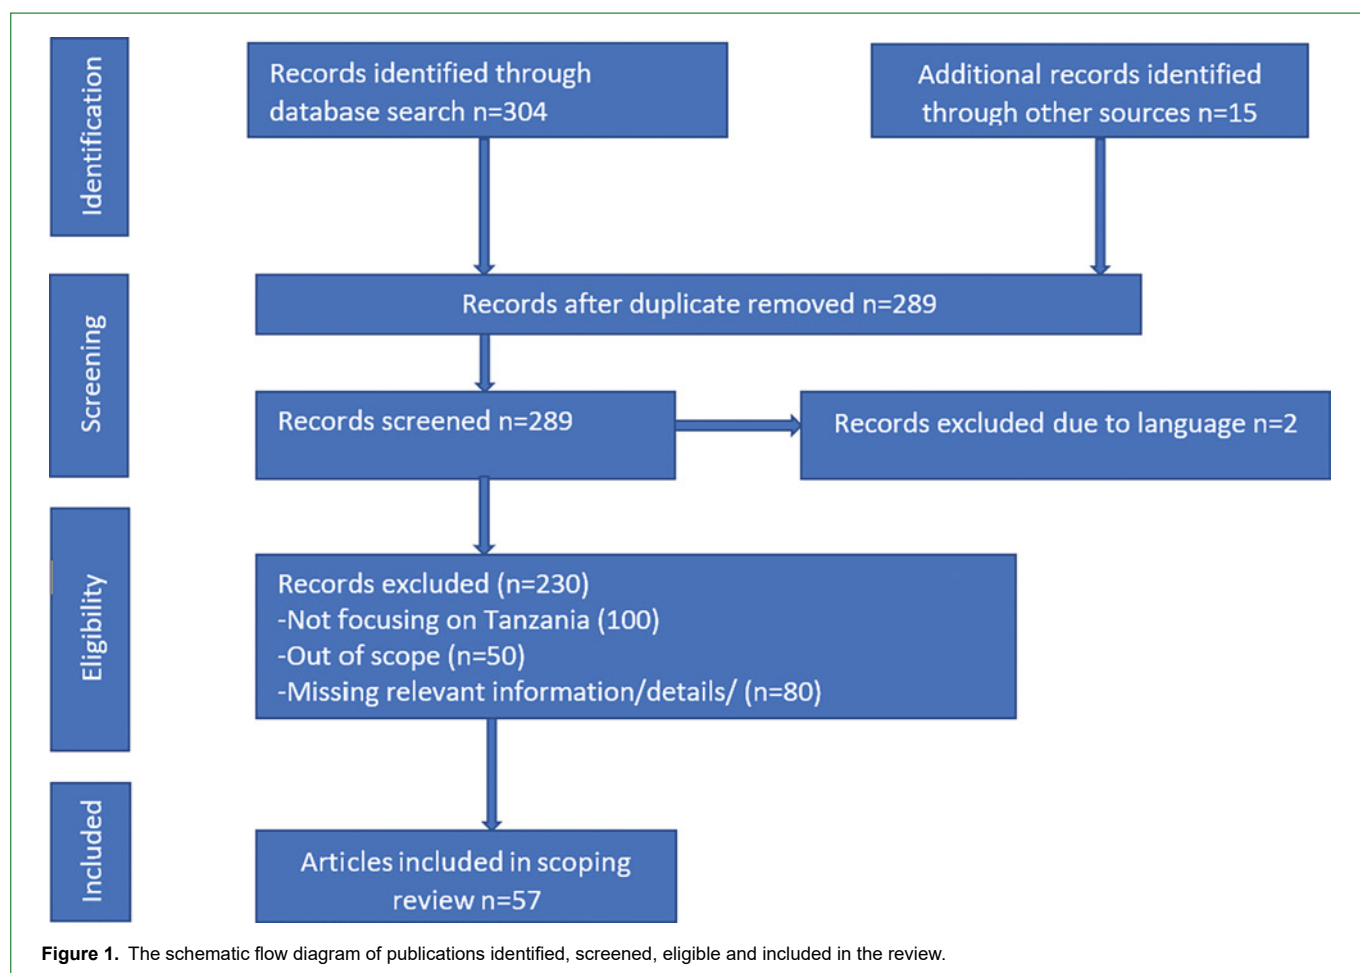 Identification
Records identified through
database search n=304
Additional records identified
through other sources n=15
Screening
Records after duplicate removed n=289
Records screened n=289
Records excluded due to language n=2
Eligibility
Records excluded (n=230)
-Not focusing on Tanzania (100)
-Out of scope (n=50)
-Missing relevant information/details/ (n=80)
Included
Articles included in scoping
review n=57
Figure 1. The schematic flow diagram of publications identified, screened, eligible and included in the review.